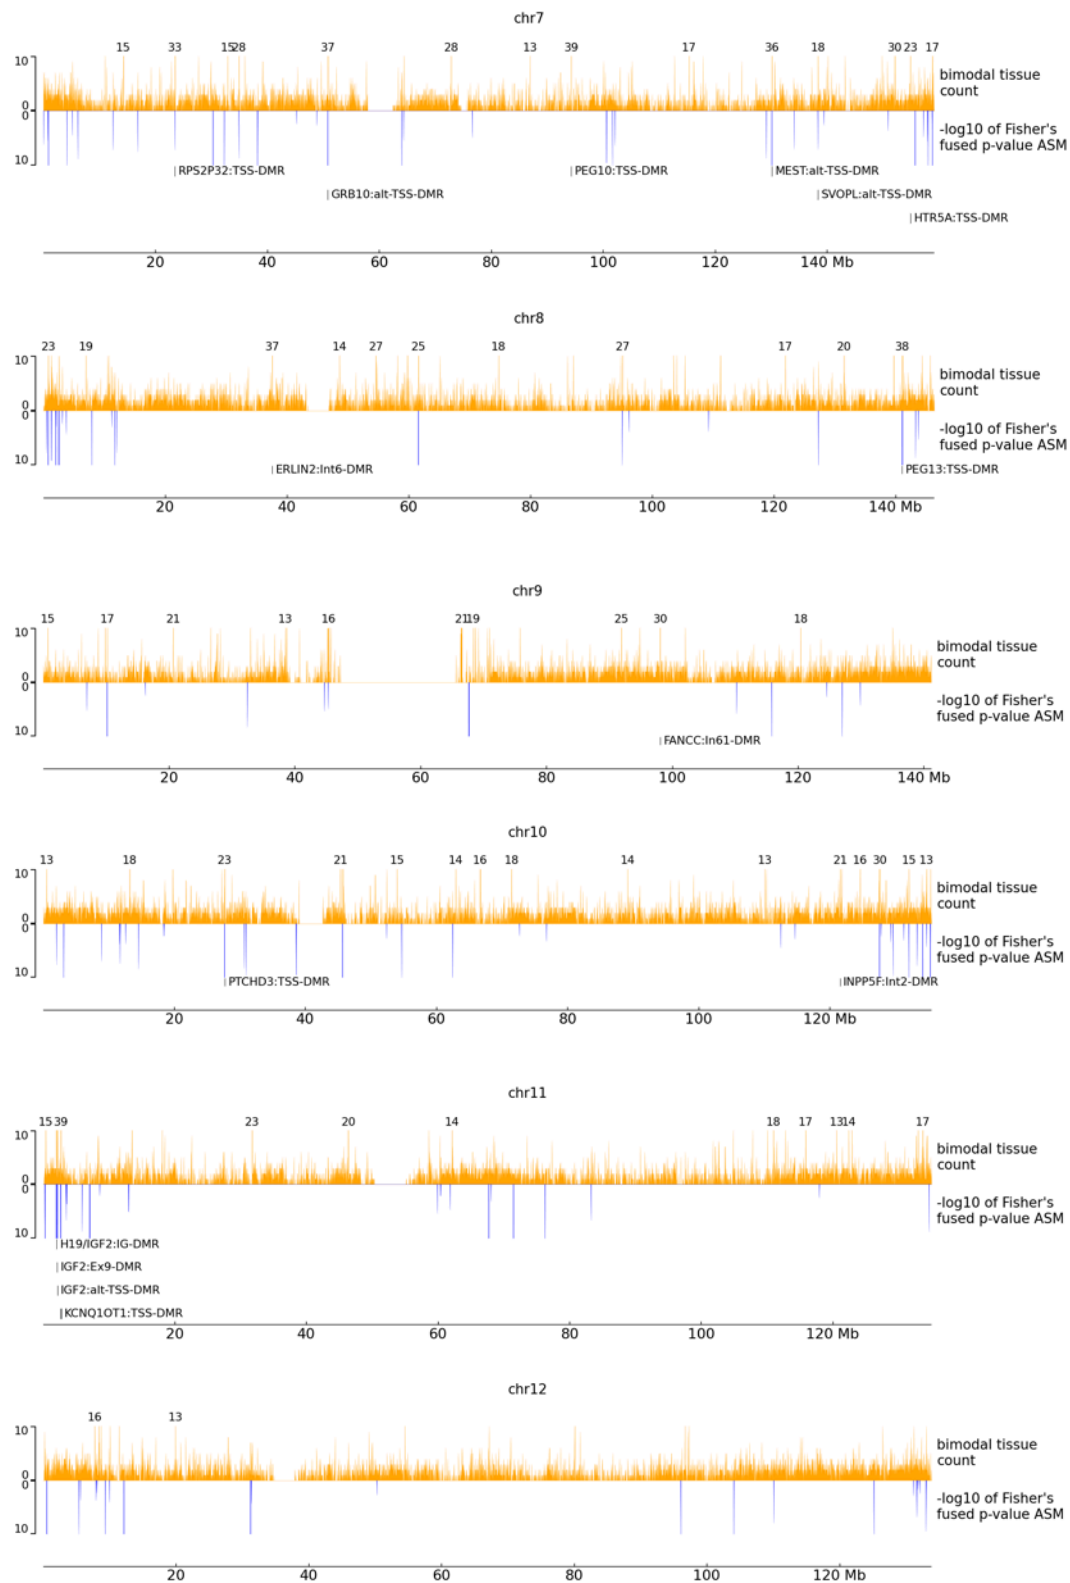 chr7
15 33 15 28 37 28 13 39 17 36 18 30 23 17
10
bimodal tissue
count
0
0
-log10 of Fisher's
fused p-value ASM
10
RPS2P32:TSS-DMR PEG10:TSS-DMR MEST:alt-TSS-DMR
GRB10:alt-TSS-DMR SVOPL:alt-TSS-DMR
HTR5A:TSS-DMR
20 40 60 80 100 120 140 Mb
chr8
23 19 37 14 27 25 18 27 17 20 38
10
bimodal tissue
count
0
0
-log10 of Fisher's
fused p-value ASM
10
ERLIN2:Int6-DMR PEG13:TSS-DMR
20 40 60 80 100 120 140 Mb
chr9
15 17 21 13 16 21 19 25 30 18
10
bimodal tissue
count
0
0
-log10 of Fisher's
fused p-value ASM
10
FANCC:In61-DMR
20 40 60 80 100 120 140 Mb
chr10
13 18 23 21 15 14 16 18 14 13 21 16 30 15 13
10
bimodal tissue
count
0
0
-log10 of Fisher's
fused p-value ASM
10
PTCHD3:TSS-DMR INPP5F:Int2-DMR
20 40 60 80 100 120 Mb
chr11
15 39 23 20 14 18 17 13 14 17
10
bimodal tissue
count
0
0
-log10 of Fisher's
fused p-value ASM
10
H19/IGF2:IG-DMR
IGF2:Ex9-DMR
IGF2:alt-TSS-DMR
KCNQ1OT1:TSS-DMR
20 40 60 80 100 120 Mb
chr12
16 13
10
bimodal tissue
count
0
0
-log10 of Fisher's
fused p-value ASM
10
20 40 60 80 100 120 Mb